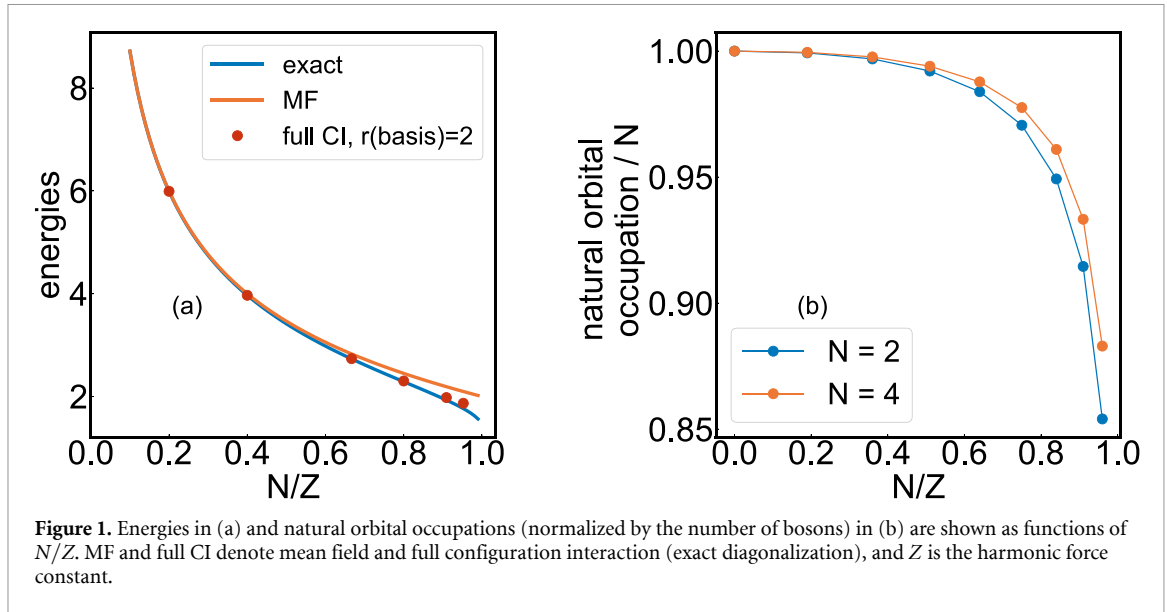 exact
MF
full CI, r(basis)=2
energies
8
6
4
2
(a)
0.0 0.2 0.4 0.6 0.8 1.0
N/Z
natural orbital
occupation / N
1.00
0.95
0.90
0.85
(b)
N = 2
N = 4
0.0 0.2 0.4 0.6 0.8 1.0
N/Z
Figure 1. Energies in (a) and natural orbital occupations (normalized by the number of bosons) in (b) are shown as functions of
N/Z. MF and full CI denote mean field and full configuration interaction (exact diagonalization), and Z is the harmonic force
constant.